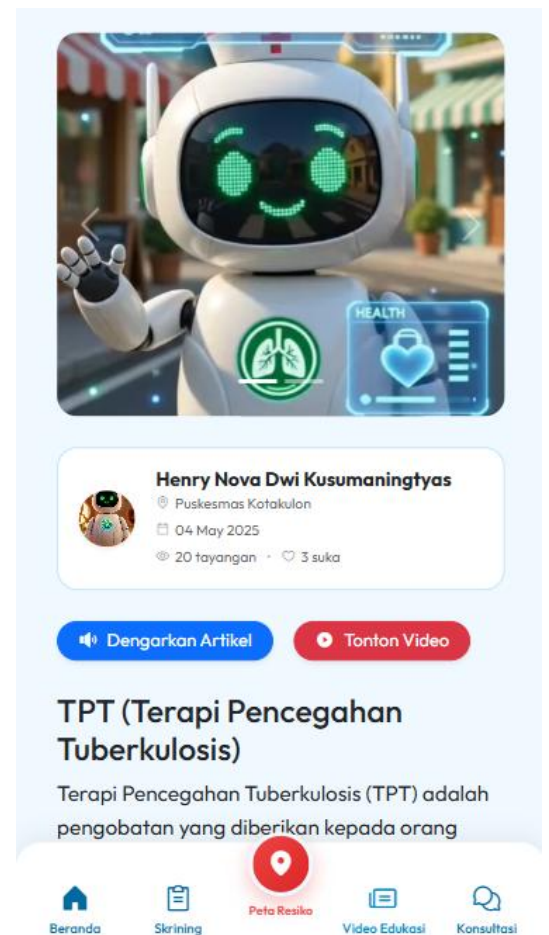 HEALTH
Henry Nova Dwi Kusumaningtyas
Puskesmas Kotakulon
04 May 2025
20 tayangan · 3 suka
Dengarkan Artikel
Tonton Video
TPT (Terapi Pencegahan
Tuberkulosis)
Terapi Pencegahan Tuberkulosis (TPT) adalah
pengobatan yang diberikan kepada orang
Beranda
Skrining
Peta Resiko
Video Edukasi
Konsultasi